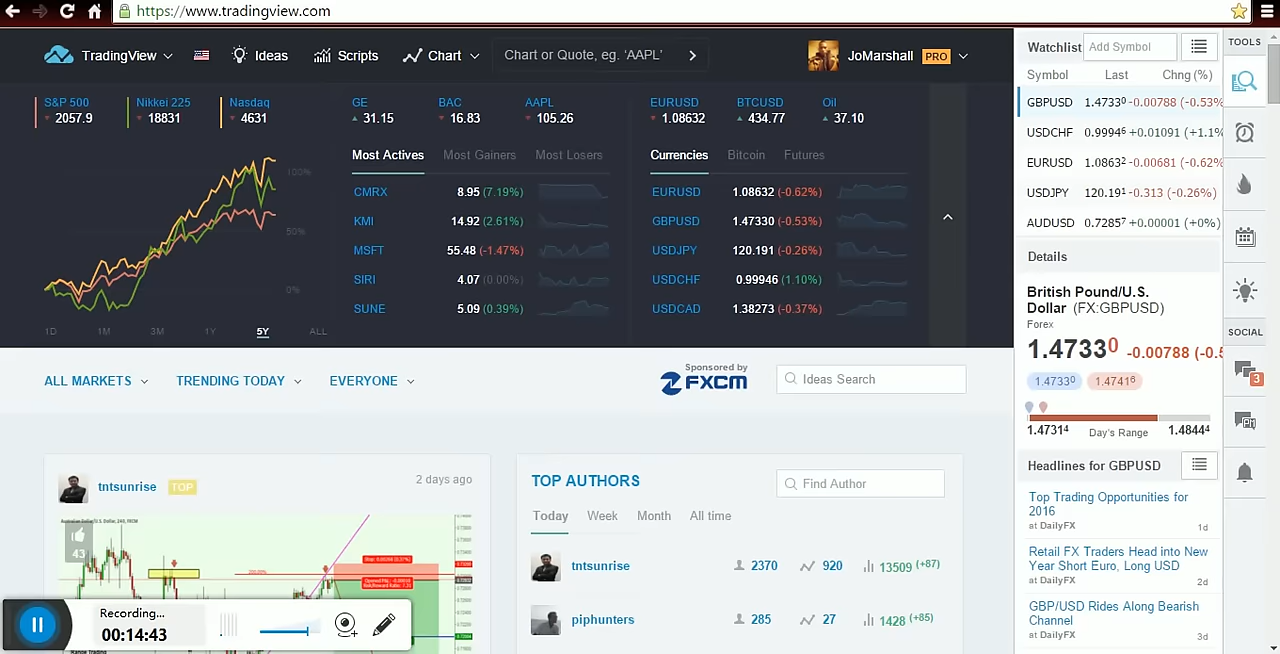 https://www.tradingview.com
TradingView
Ideas
Scripts
Chart
Chart or Quote, eg. 'AAPL'
JoMarshall PRO
S&P 500
2057.9
Nikkei 225
18831
Nasdaq
4631
GE
31.15
BAC
16.83
AAPL
105.26
EURUSD
1.08632
BTCUSD
434.77
Oil
37.10
100%
50%
0%
1D 1M 3M 1Y 5Y ALL
Most Actives Most Gainers Most Losers
CMRX 8.95 (7.19%)
KMI 14.92 (2.61%)
MSFT 55.48 (-1.47%)
SIRI 4.07 (0.00%)
SUNE 5.09 (0.39%)
Currencies Bitcoin Futures
EURUSD 1.08632 (-0.62%)
GBPUSD 1.47330 (-0.53%)
USDJPY 120.191 (-0.26%)
USDCHF 0.99946 (1.10%)
USDCAD 1.38273 (-0.37%)
ALL MARKETS
TRENDING TODAY
EVERYONE
Sponsored by
FXCM
Ideas Search
tntsunrise TOP
2 days ago
43
TOP AUTHORS
Find Author
Today Week Month All time
tntsunrise 2370 920 13509 (+87)
piphunters 285 27 1428 (+85)
Recording...
00:14:43
Watchlist
Add Symbol
Symbol Last Chng (%)
GBPUSD 1.47330 -0.00788 (-0.53%
USDCHF 0.99946 +0.01091 (+1.1%
EURUSD 1.08632 -0.00681 (-0.62%
USDJPY 120.191 -0.313 (-0.26%)
AUDUSD 0.72857 +0.00001 (+0%)
Details
British Pound/U.S.
Dollar (FX:GBPUSD)
Forex
1.47330 -0.00788 (-0.5
1.47330 1.47416
1.47314 Day's Range 1.48444
Headlines for GBPUSD
Top Trading Opportunities for
2016
at DailyFX 1d
Retail FX Traders Head into New
Year Short Euro, Long USD
at DailyFX 2d
GBP/USD Rides Along Bearish
Channel
at DailyFX 3d
TOOLS
SOCIAL
3